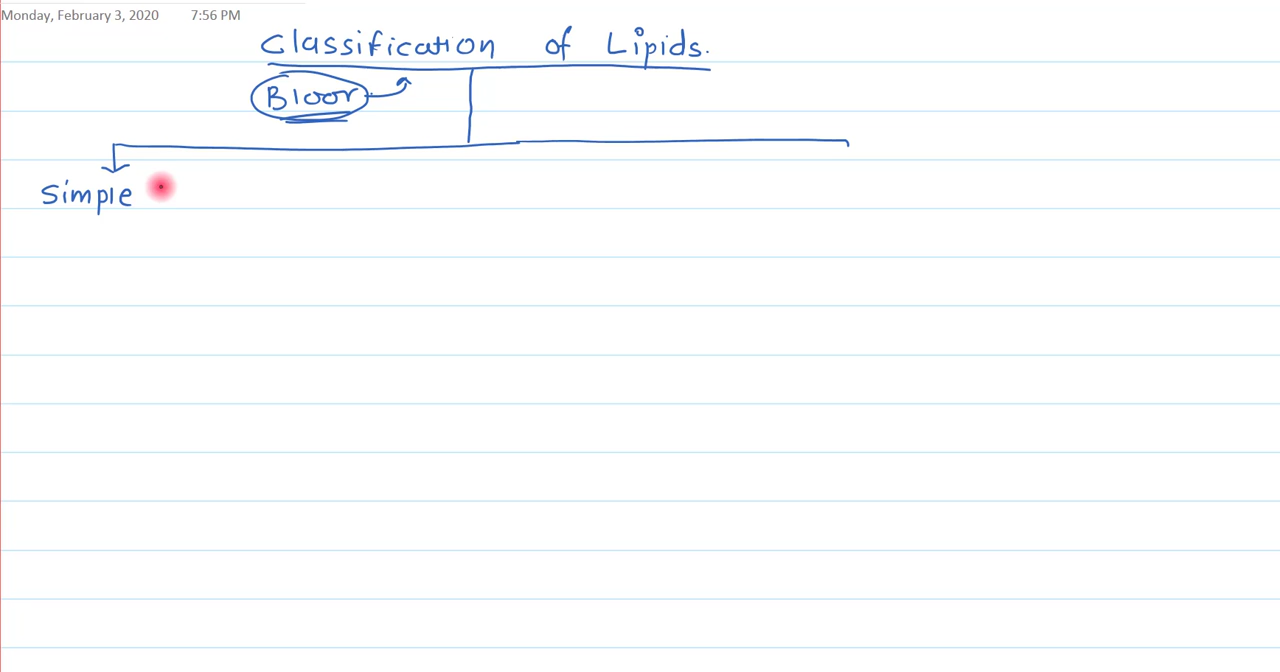 Monday, February 3, 2020 7:56 PM
Classification of Lipids.
Bloor
Simple